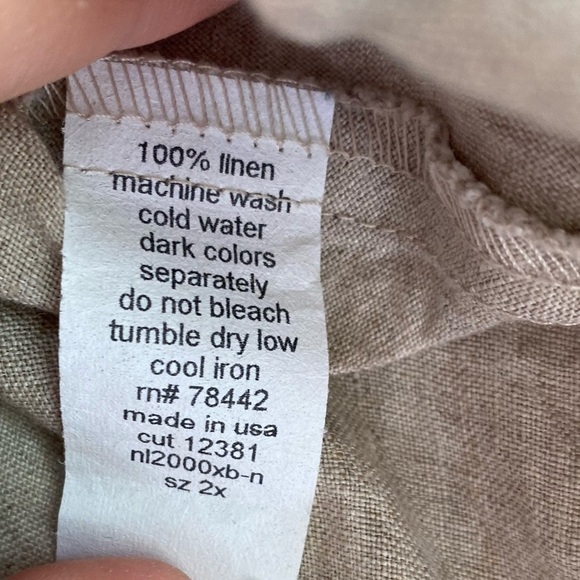 100% linen
machine wash
cold water
dark colors
separately
do not bleach
tumble dry low
cool iron
rn# 78442
made in usa
cut 12381
nl2000xb-n
sz 2x